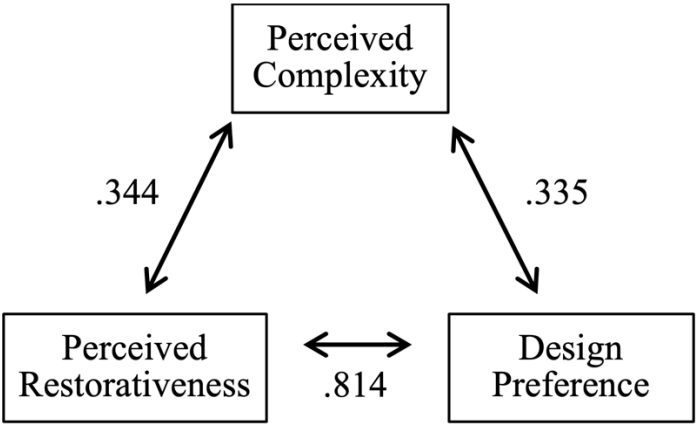 Perceived
Complexity
.344
.335
Perceived
Restorativeness
.814
Design
Preference